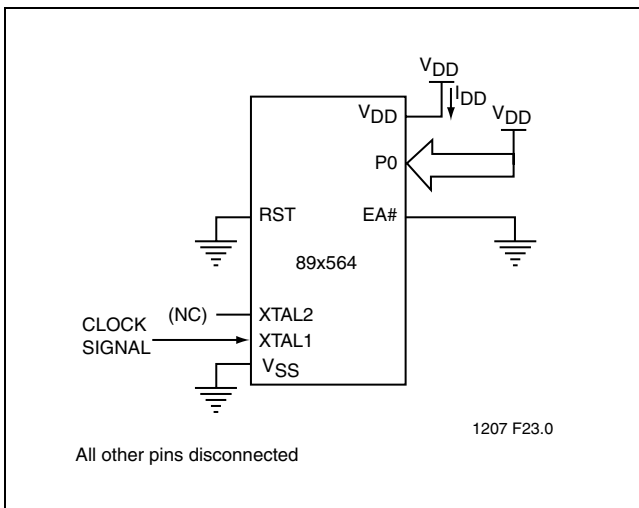 VDD
IDD
VDD
VDD
P0
RST
EA#
89x564
(NC)
XTAL2
CLOCK
SIGNAL
XTAL1
VSS
1207 F23.0
All other pins disconnected